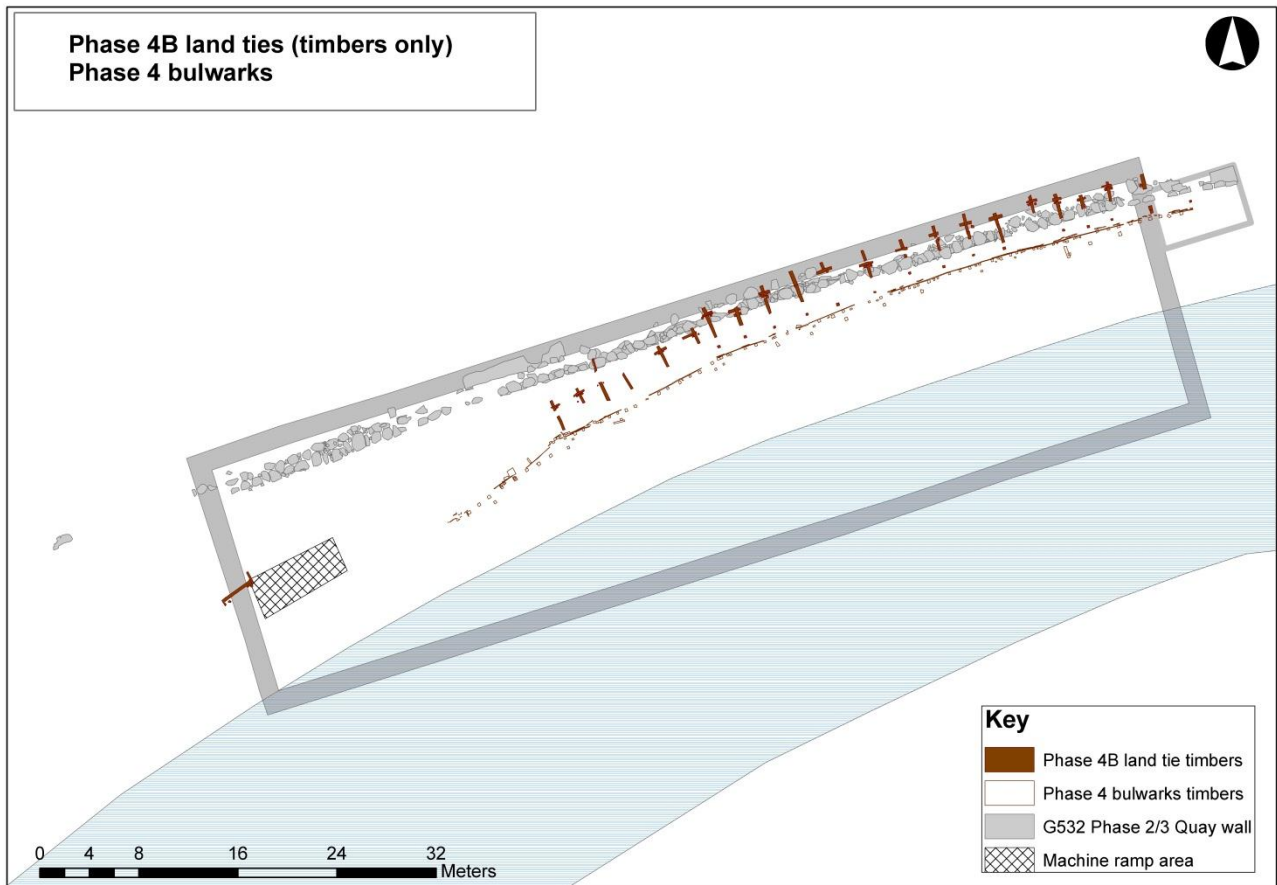 Phase 4B land ties (timbers only)
Phase 4 bulwarks
Key
Phase 4B land tie timbers
Phase 4 bulwarks timbers
G532 Phase 2/3 Quay wall
Machine ramp area
0 4 8 16 24 32
Meters